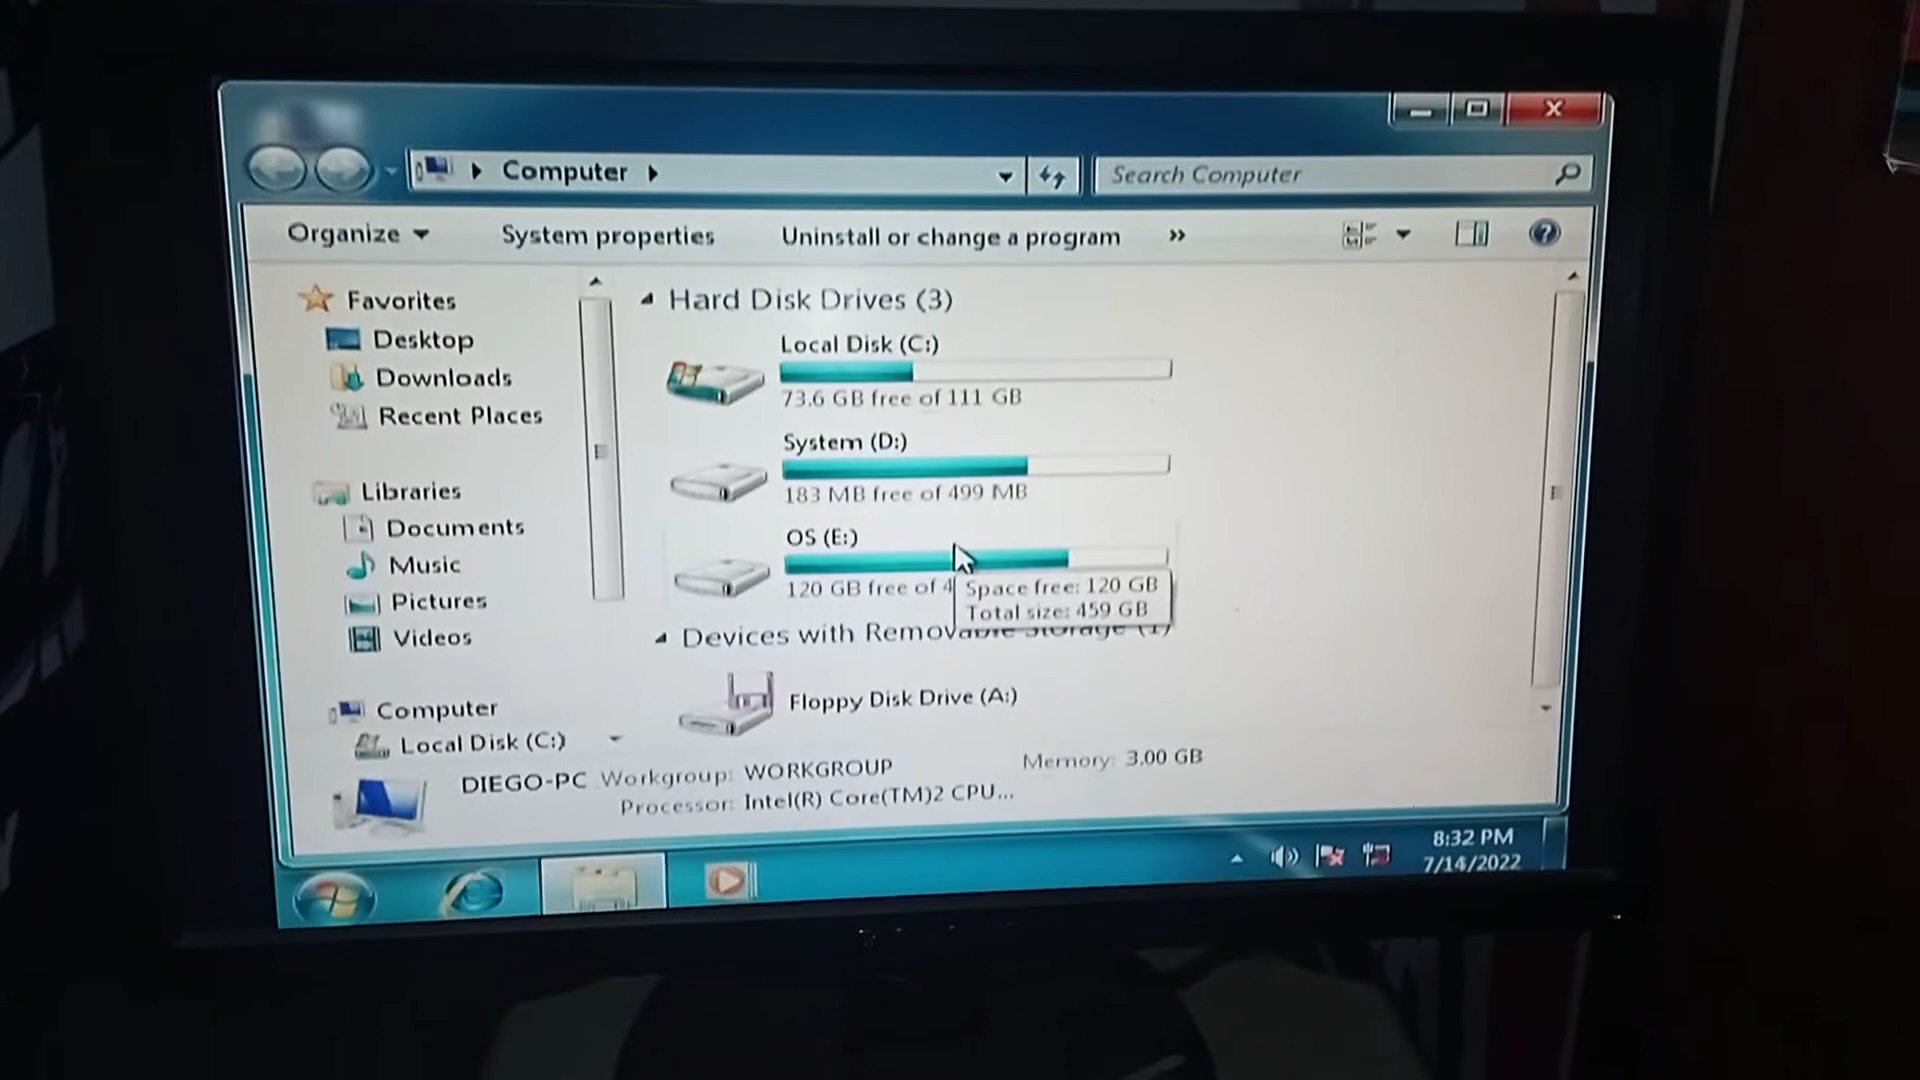 Computer
Search Computer
Organize
System properties
Uninstall or change a program
»
Favorites
Desktop
Downloads
Recent Places
Libraries
Documents
Music
Pictures
Videos
Computer
Local Disk (C:)
Hard Disk Drives (3)
Local Disk (C:)
73.6 GB free of 111 GB
System (D:)
183 MB free of 499 MB
OS (E:)
120 GB free of 4
Space free: 120 GB
Total size: 459 GB
Devices with Removable Storage (1)
Floppy Disk Drive (A:)
DIEGO-PC Workgroup: WORKGROUP
Memory: 3.00 GB
Processor: Intel(R) Core(TM)2 CPU...
8:32 PM
7/14/2022